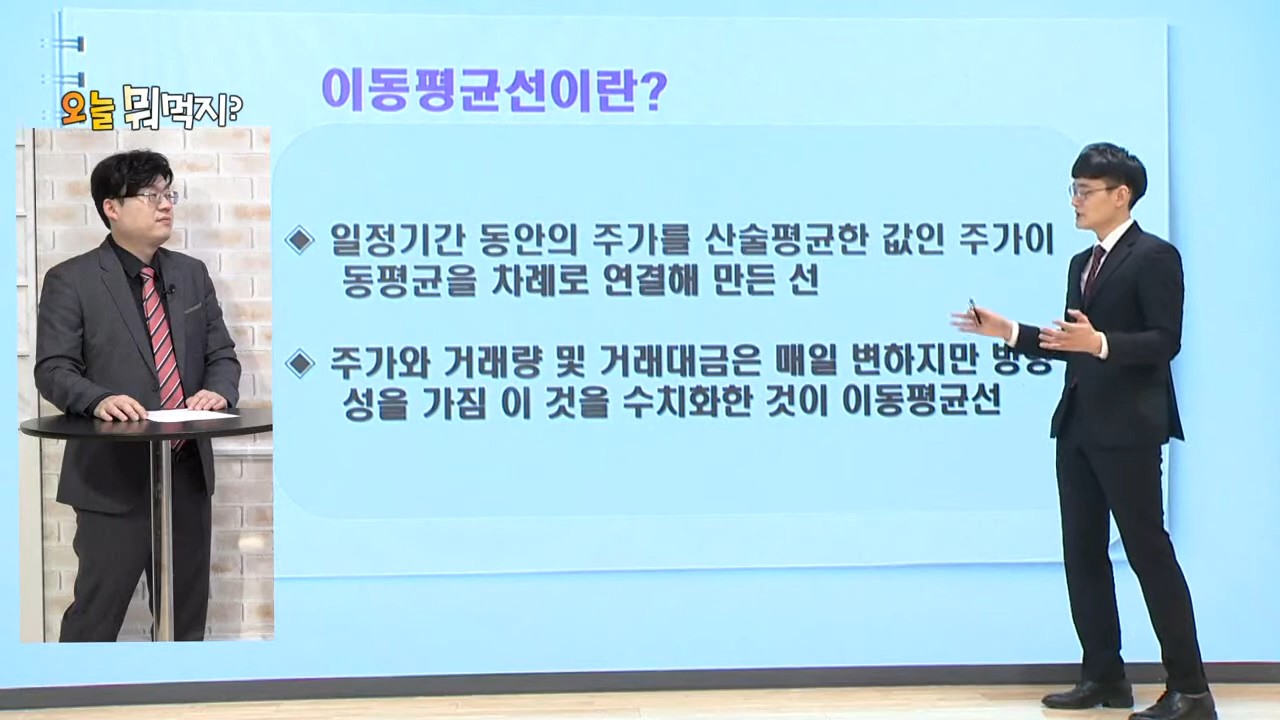 오늘 뭐먹지?
이동평균선이란?
일정기간 동안의 주가를 산술평균한 값인 주가이
동평균을 차례로 연결해 만든 선
주가와 거래량 및 거래대금은 매일 변하지만
성을 가짐 이 것을 수치화한 것이 이동평균선